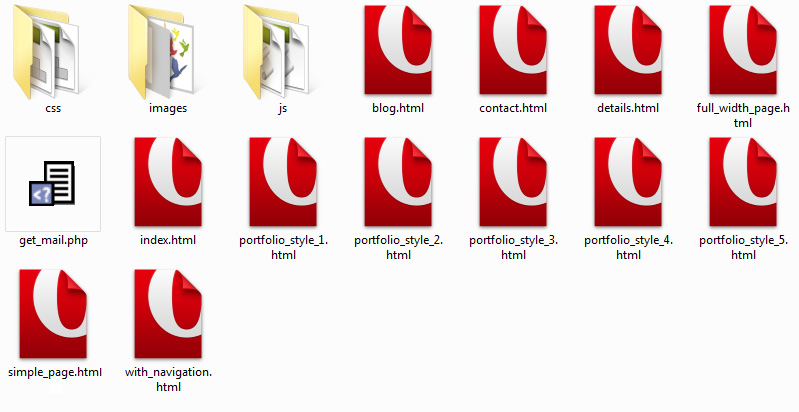 css
images
js
blog.html
contact.html
details.html
full_width_page.h
tml
get_mail.php
index.html
portfolio_style_1.
html
portfolio_style_2.
html
portfolio_style_3.
html
portfolio_style_4.
html
portfolio_style_5.
html
simple_page.html
with_navigation.
html